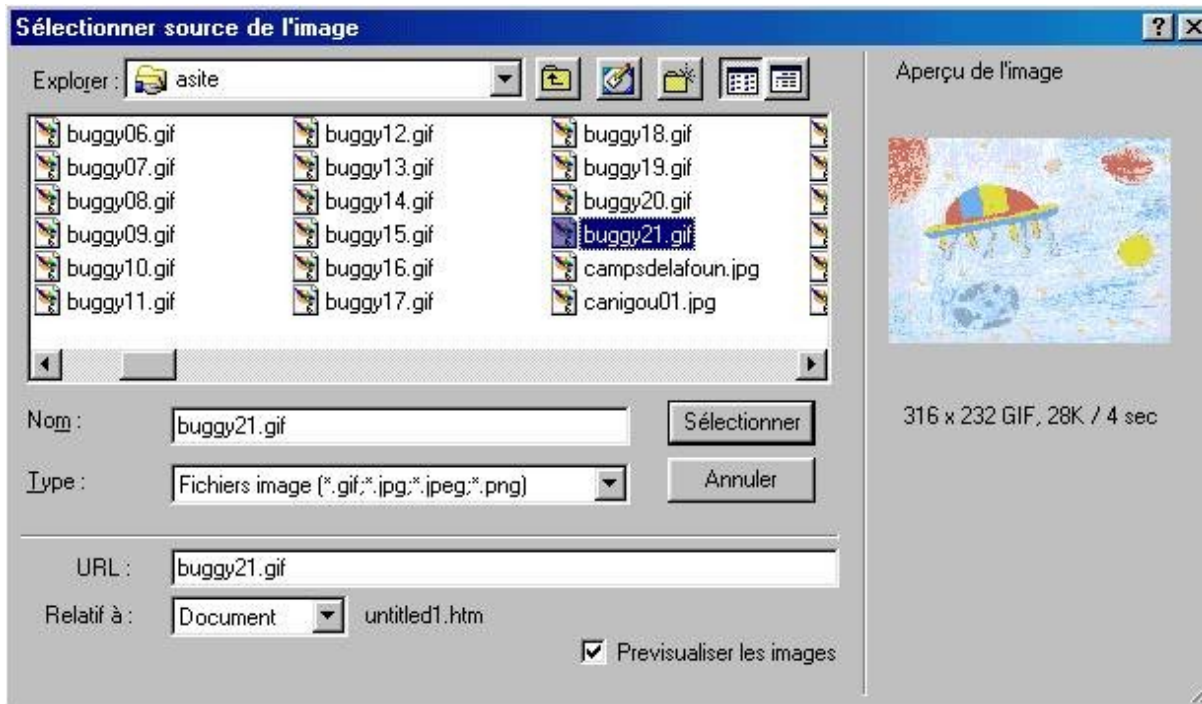 Sélectionner source de l'image
Explorer : asite
buggy06.gif
buggy07.gif
buggy08.gif
buggy09.gif
buggy10.gif
buggy11.gif
buggy12.gif
buggy13.gif
buggy14.gif
buggy15.gif
buggy16.gif
buggy17.gif
buggy18.gif
buggy19.gif
buggy20.gif
buggy21.gif
campsdelafoun.jpg
canigou01.jpg
Nom : buggy21.gif
Sélectionner
Type : Fichiers image (*.gif;*.jpg;*.jpeg;*.png)
Annuler
URL : buggy21.gif
Relatif à : Document untitled1.htm
Previsualiser les images
Aperçu de l'image
316 x 232 GIF, 28K / 4 sec